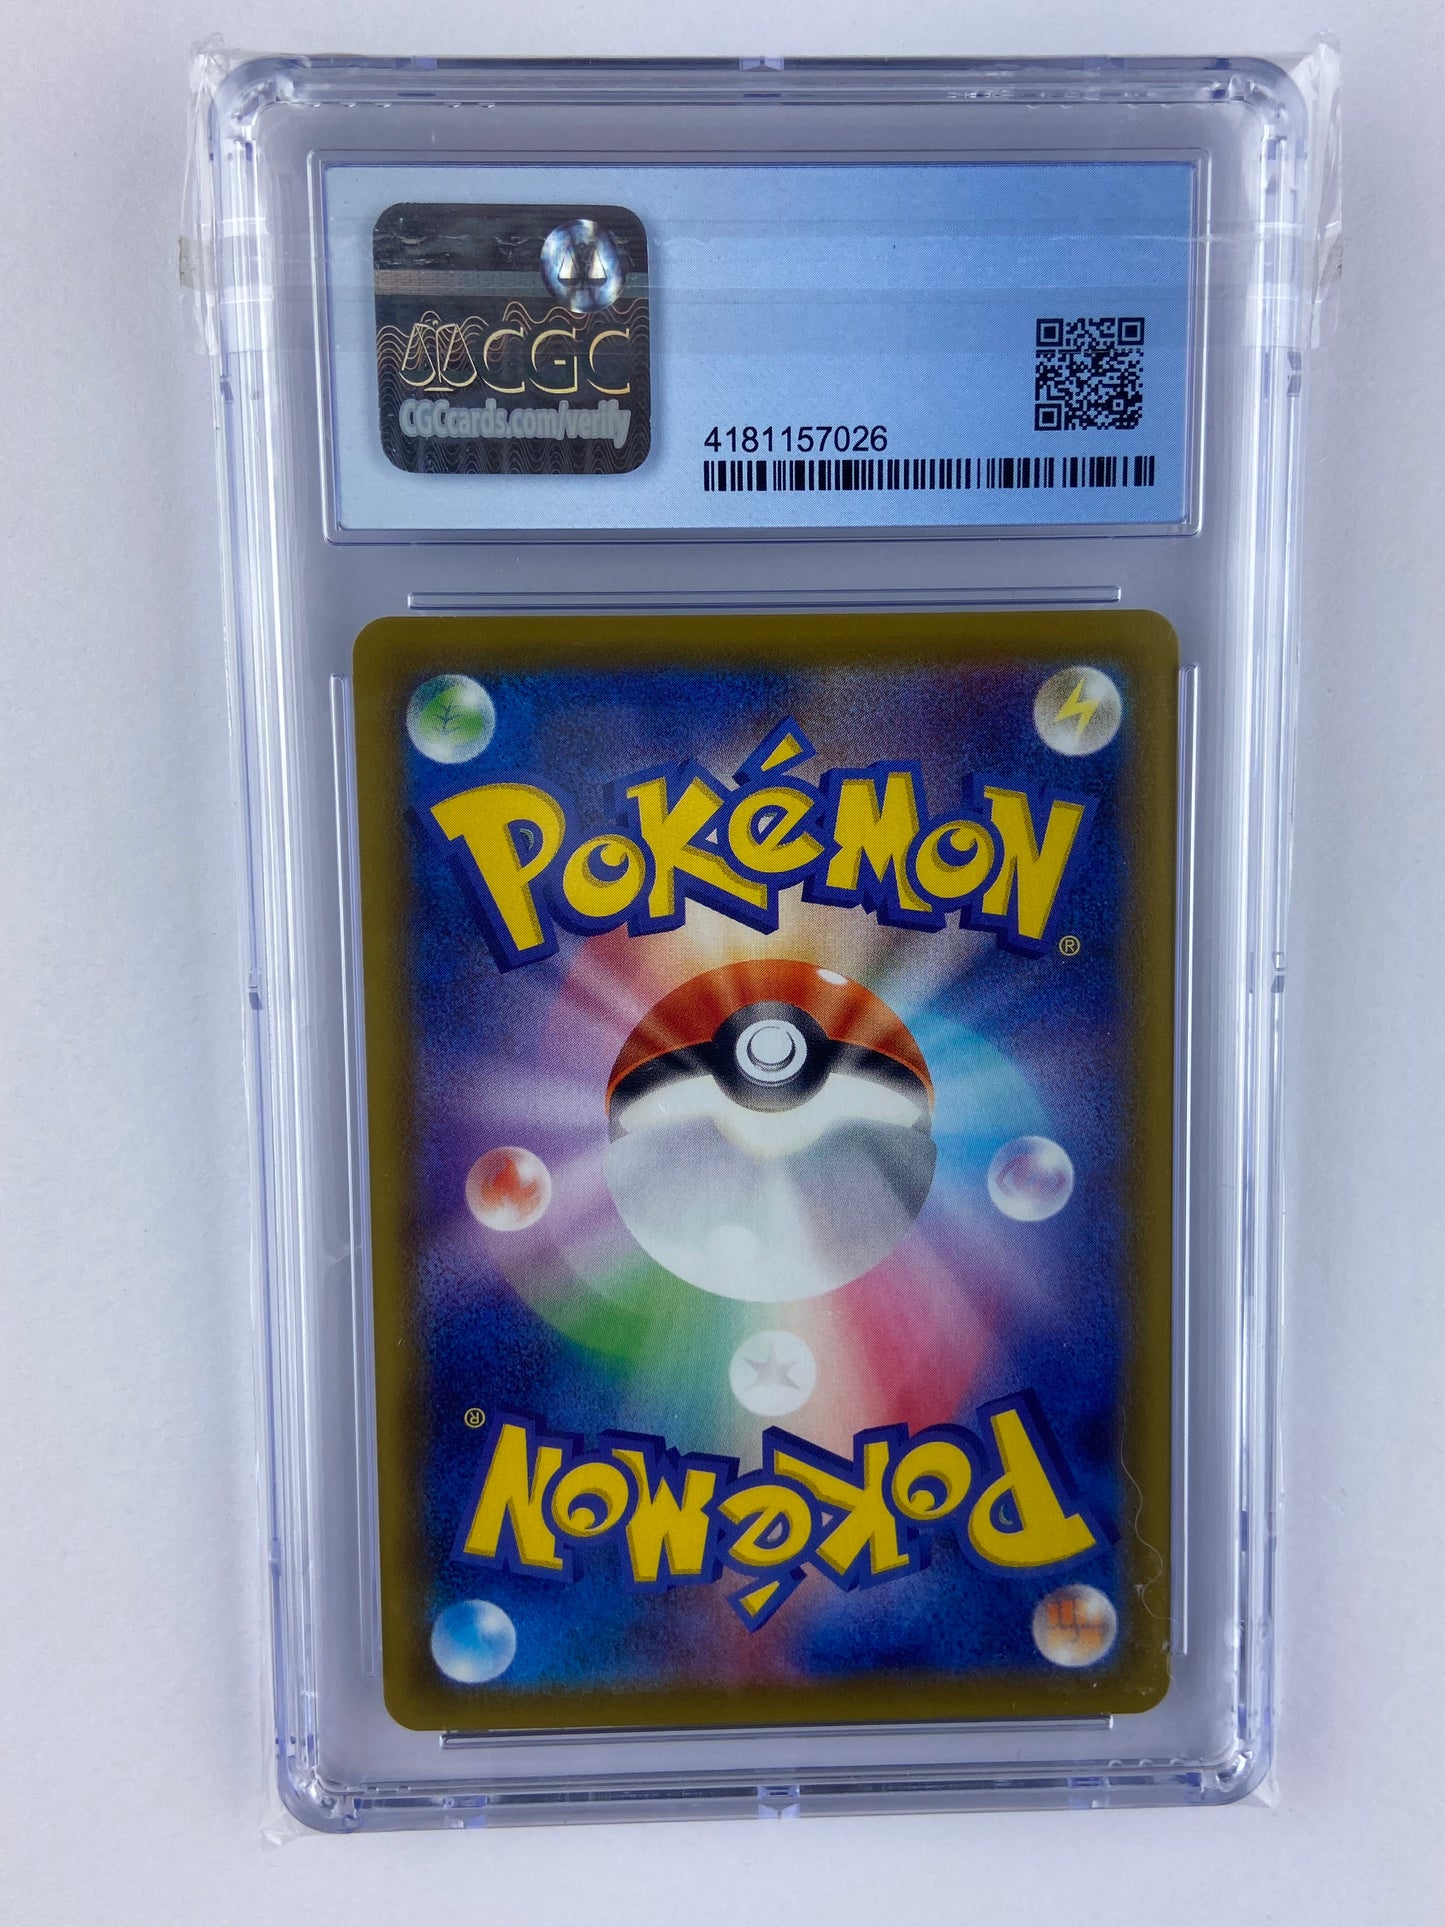 CGC
CGCcards.com/verify
4181157026
POKéMON
®
®
POKéMON